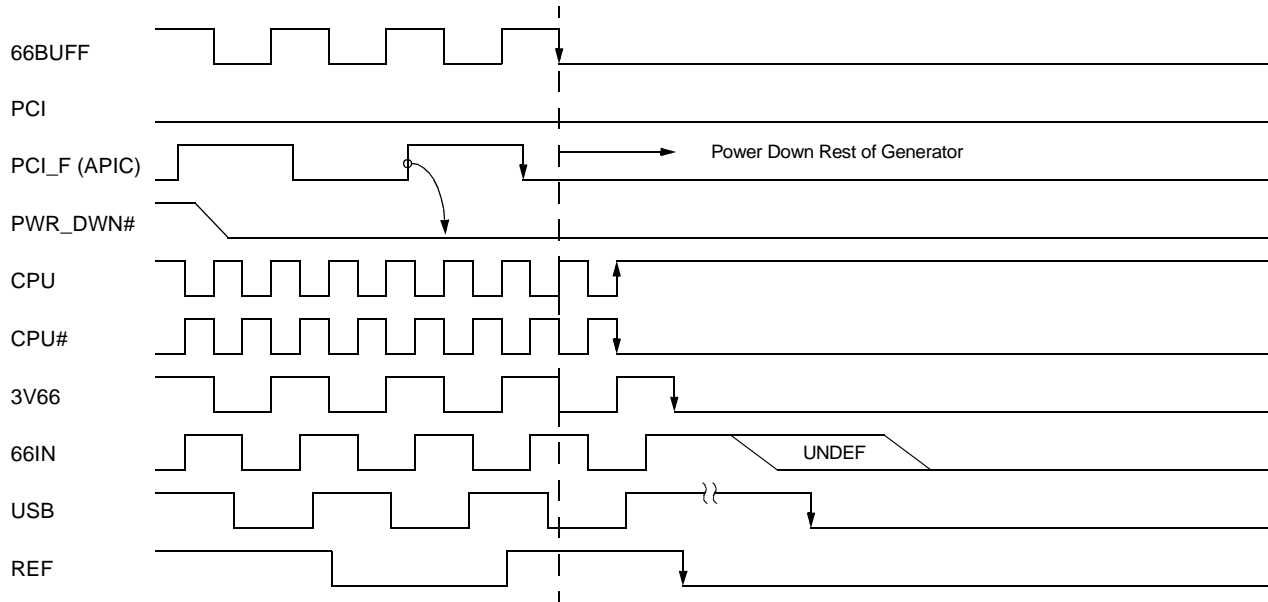 66BUFF
PCI
PCI_F (APIC)
Power Down Rest of Generator
PWR_DWN#
CPU
CPU#
3V66
66IN
UNDEF
USB
REF